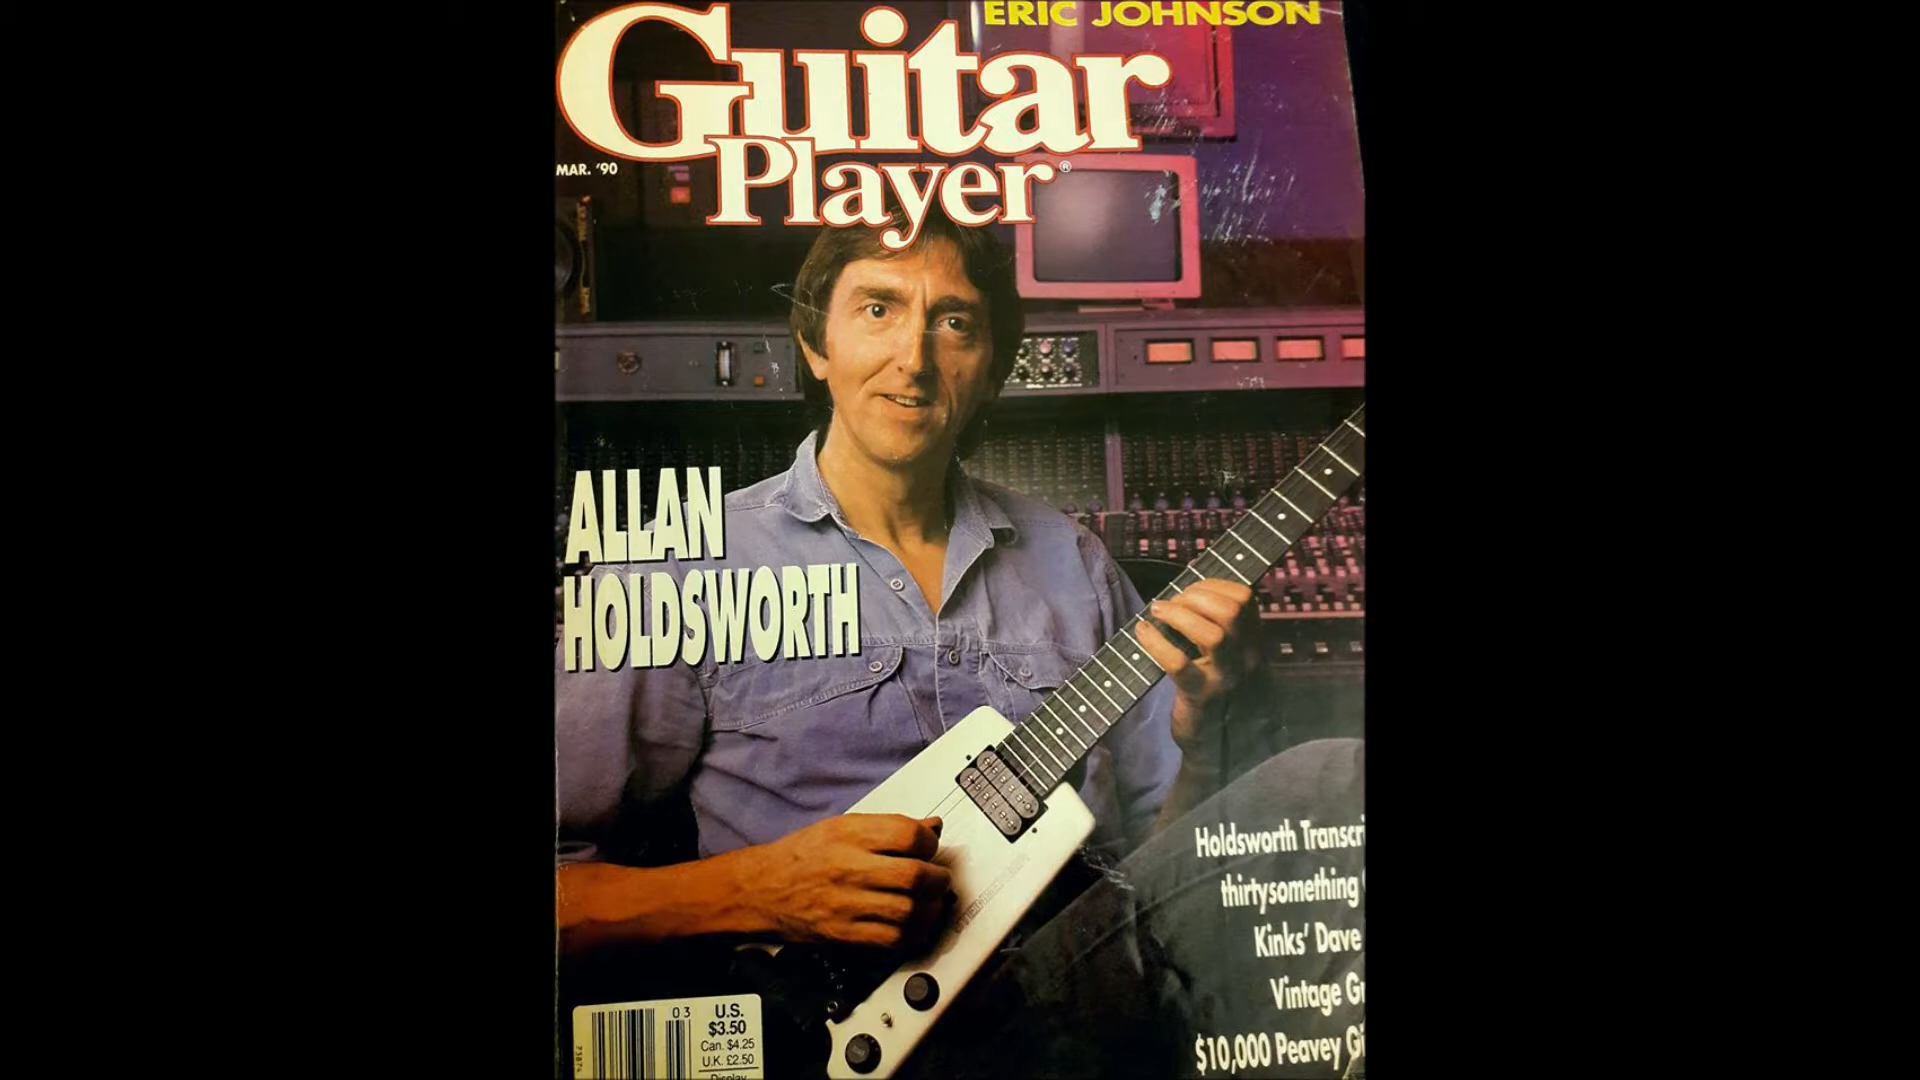 ERIC JOHNSON
Guitar
Player®
MAR. '90
ALLAN
HOLDSWORTH
Holdsworth Transcri
thirtysomething
Kinks' Dave
Vintage
$10,000 Peavey
03
U.S.
$3.50
Can. $4.25
U.K. £2.50
Display